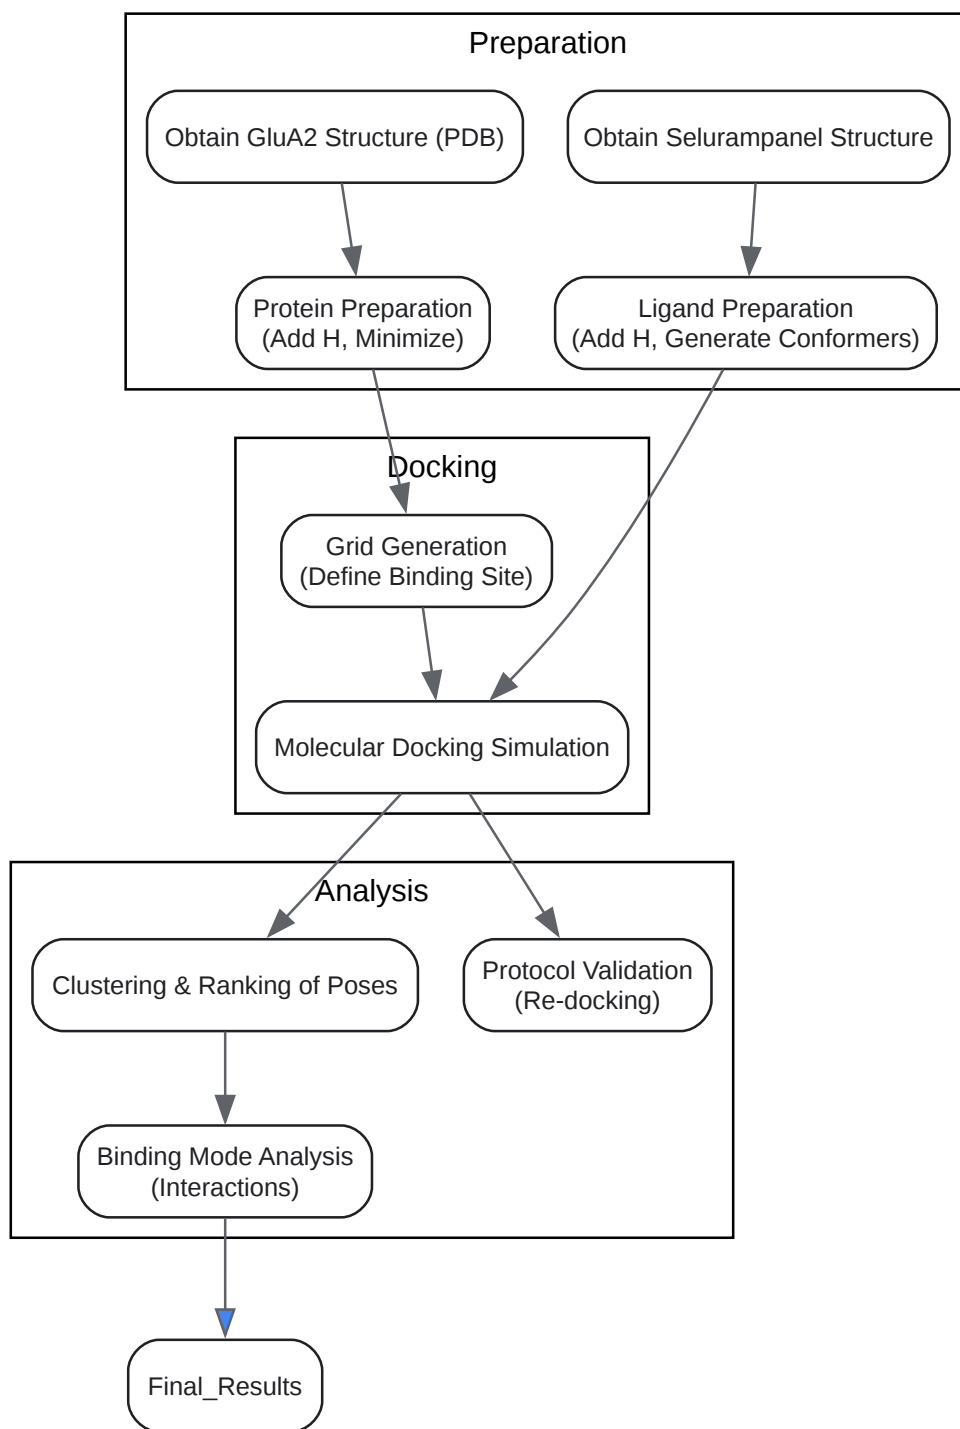 Preparation
Obtain GluA2 Structure (PDB)
Obtain Selurampanel Structure
Protein Preparation
(Add H, Minimize)
Ligand Preparation
(Add H, Generate Conformers)
Docking
Grid Generation
(Define Binding Site)
Molecular Docking Simulation
Analysis
Clustering & Ranking of Poses
Protocol Validation
(Re-docking)
Binding Mode Analysis
(Interactions)
Final_Results